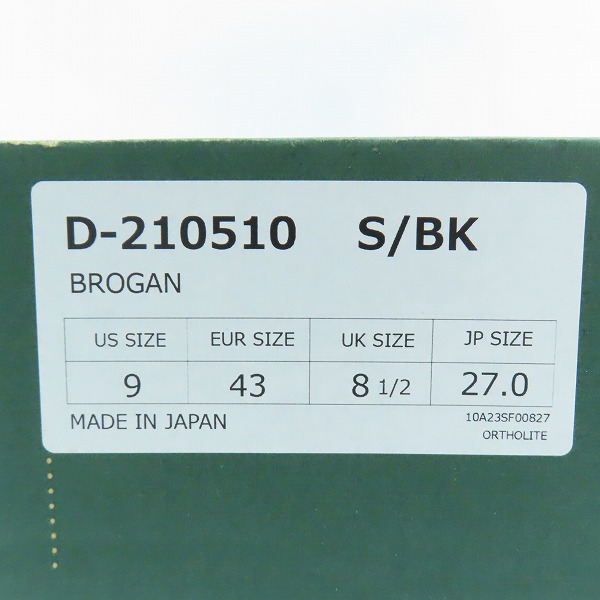 D-210510 S/BK
BROGAN
US SIZE EUR SIZE UK SIZE JP SIZE
9 43 8 1/2 27.0
MADE IN JAPAN 10A23SF00827
ORTHOLITE